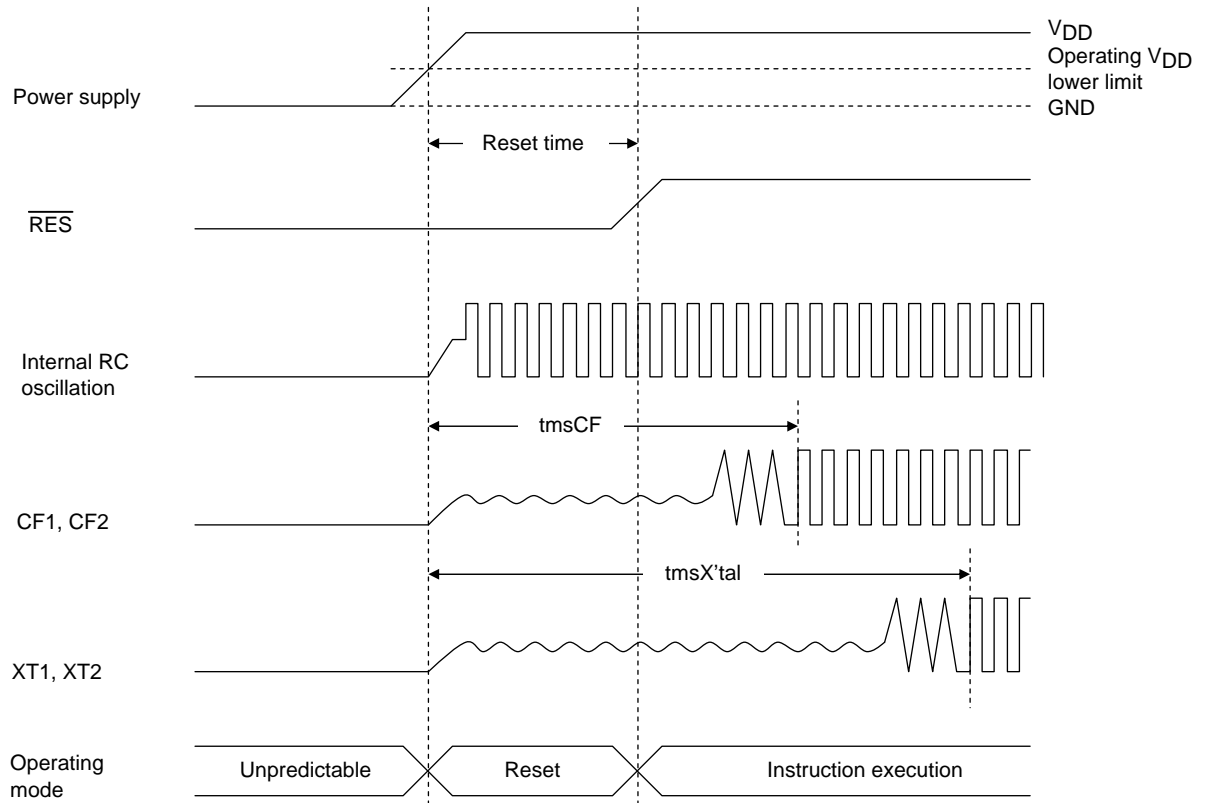 VDD
Operating VDD
lower limit
GND
Power supply
Reset time
RES
Internal RC
oscillation
tmsCF
CF1, CF2
tmsX'tal
XT1, XT2
Operating
mode
Unpredictable
Reset
Instruction execution